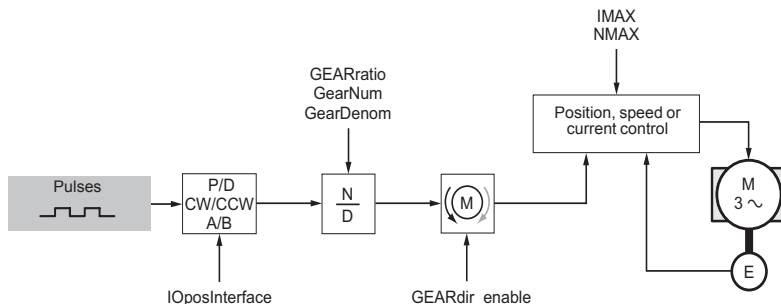 IMAX
NMAX
GEARratio
GearNum
GearDenom
Position, speed or
current control
Pulses
P/D
CW/CCW
A/B
N
D
M
M
3 ~
E
IOposInterface
GEARdir_enable